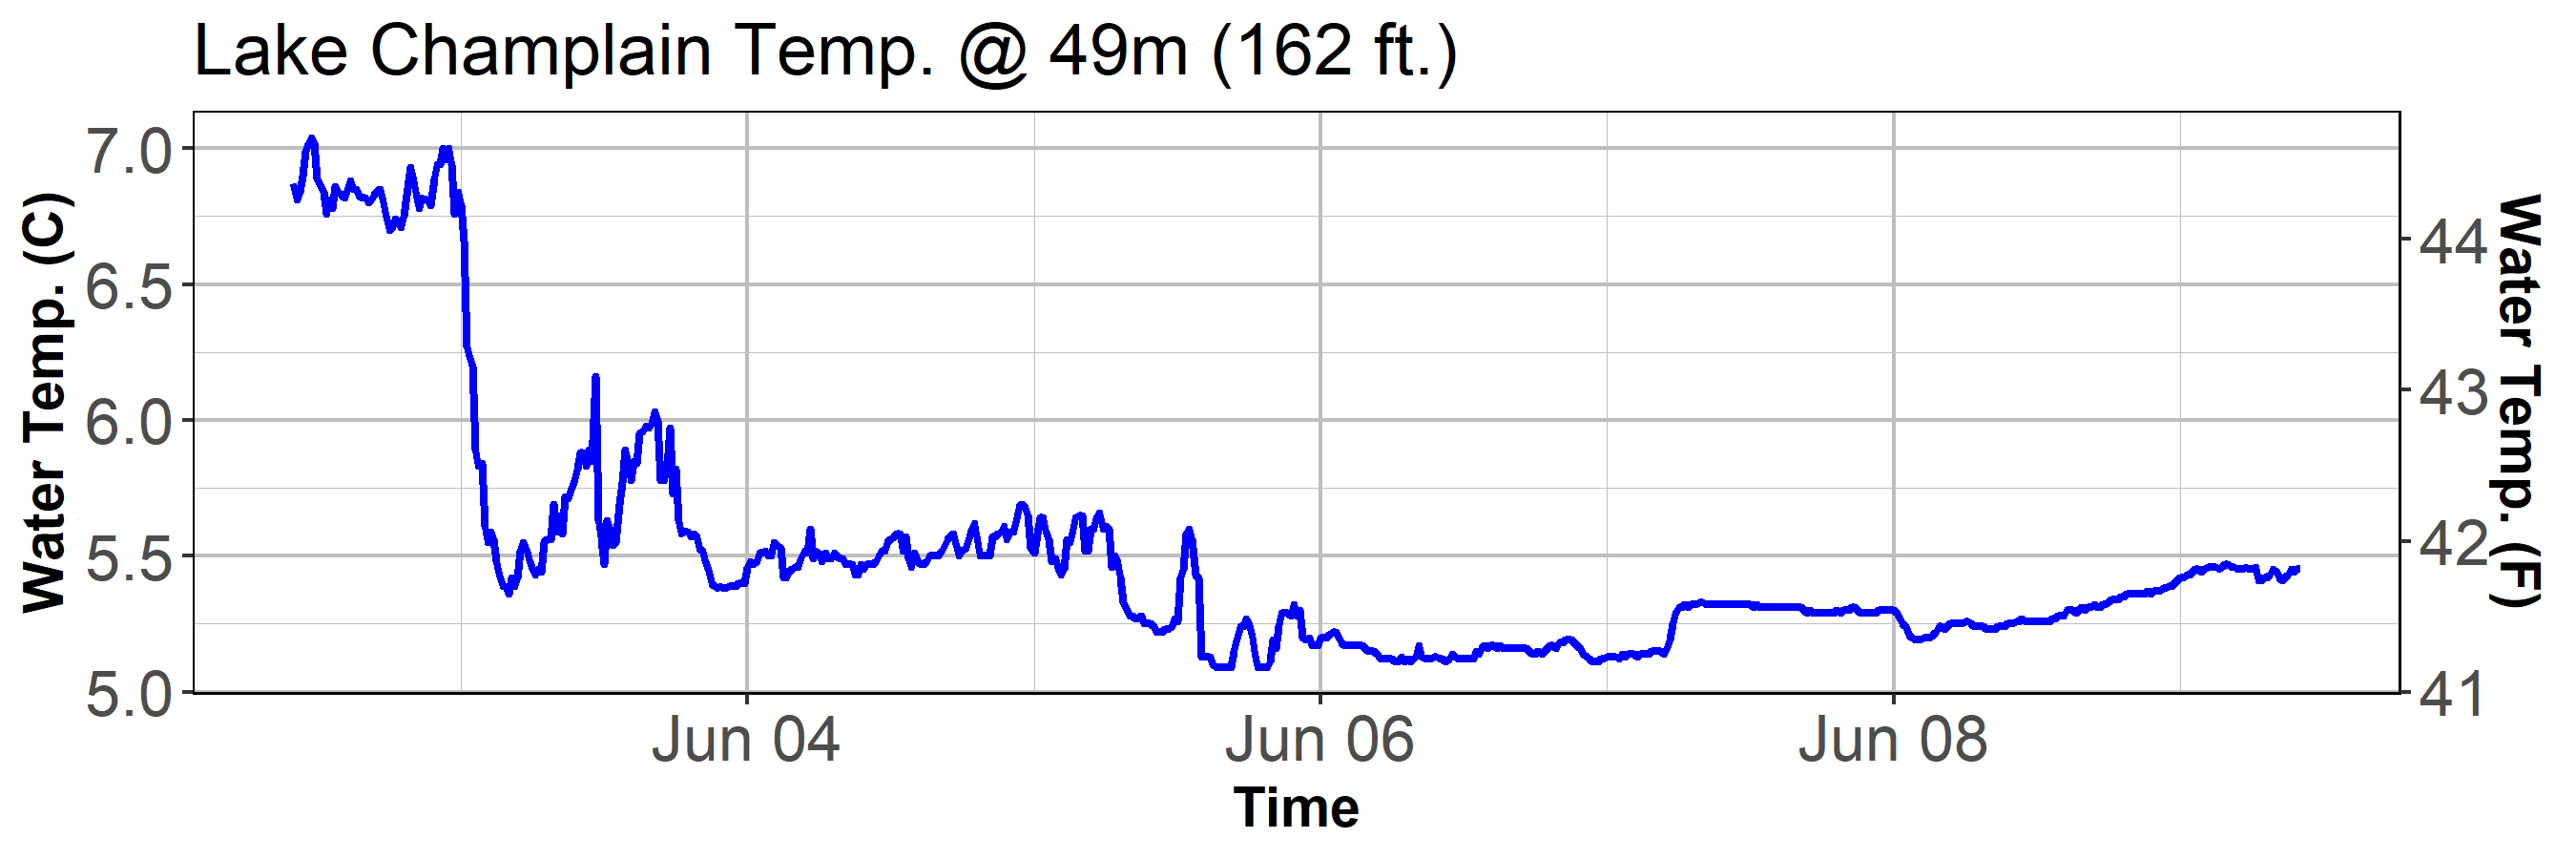 Lake Champlain Temp. @ 49m (162 ft.)
Water Temp. (C)
7.0
6.5
6.0
5.5
5.0
44
43
42
41
Water Temp. (F)
Jun 04 Jun 06 Jun 08
Time